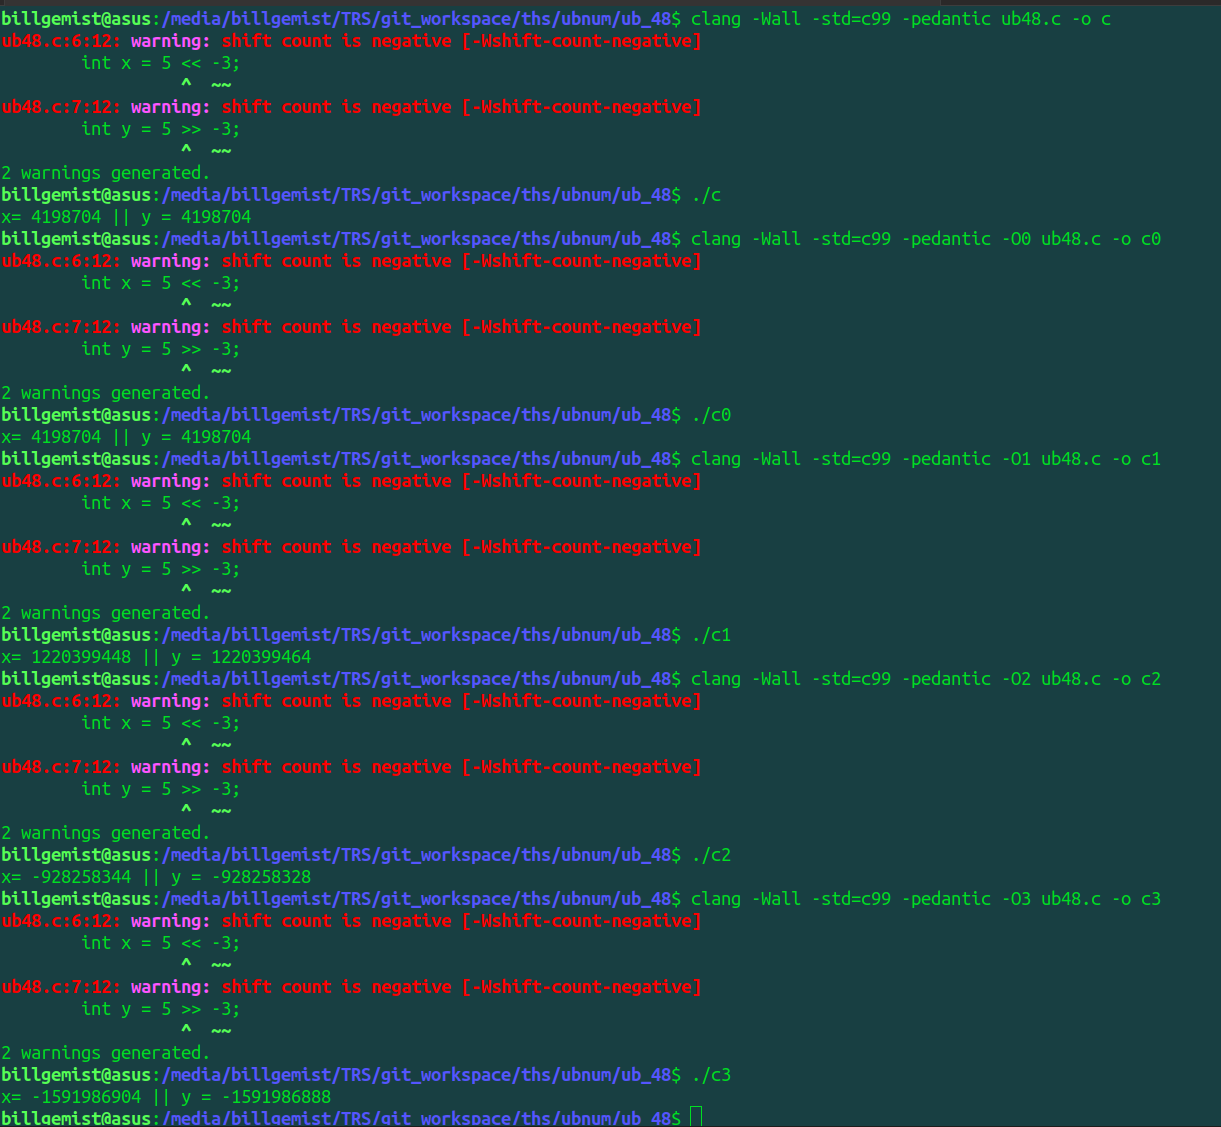 billgemist@asus:/media/billgemist/TRS/git_workspace/ths/ubnum/ub_48$ clang -Wall -std=c99 -pedantic ub48.c -o c
ub48.c:6:12: warning: shift count is negative [-Wshift-count-negative]
        int x = 5 << -3;
                  ^  ~~
ub48.c:7:12: warning: shift count is negative [-Wshift-count-negative]
        int y = 5 >> -3;
                  ^  ~~
2 warnings generated.
billgemist@asus:/media/billgemist/TRS/git_workspace/ths/ubnum/ub_48$ ./c
x= 4198704 || y = 4198704
billgemist@asus:/media/billgemist/TRS/git_workspace/ths/ubnum/ub_48$ clang -Wall -std=c99 -pedantic -O0 ub48.c -o c0
ub48.c:6:12: warning: shift count is negative [-Wshift-count-negative]
        int x = 5 << -3;
                  ^  ~~
ub48.c:7:12: warning: shift count is negative [-Wshift-count-negative]
        int y = 5 >> -3;
                  ^  ~~
2 warnings generated.
billgemist@asus:/media/billgemist/TRS/git_workspace/ths/ubnum/ub_48$ ./c0
x= 4198704 || y = 4198704
billgemist@asus:/media/billgemist/TRS/git_workspace/ths/ubnum/ub_48$ clang -Wall -std=c99 -pedantic -O1 ub48.c -o c1
ub48.c:6:12: warning: shift count is negative [-Wshift-count-negative]
        int x = 5 << -3;
                  ^  ~~
ub48.c:7:12: warning: shift count is negative [-Wshift-count-negative]
        int y = 5 >> -3;
                  ^  ~~
2 warnings generated.
billgemist@asus:/media/billgemist/TRS/git_workspace/ths/ubnum/ub_48$ ./c1
x= 1220399448 || y = 1220399464
billgemist@asus:/media/billgemist/TRS/git_workspace/ths/ubnum/ub_48$ clang -Wall -std=c99 -pedantic -O2 ub48.c -o c2
ub48.c:6:12: warning: shift count is negative [-Wshift-count-negative]
        int x = 5 << -3;
                  ^  ~~
ub48.c:7:12: warning: shift count is negative [-Wshift-count-negative]
        int y = 5 >> -3;
                  ^  ~~
2 warnings generated.
billgemist@asus:/media/billgemist/TRS/git_workspace/ths/ubnum/ub_48$ ./c2
x= -928258344 || y = -928258328
billgemist@asus:/media/billgemist/TRS/git_workspace/ths/ubnum/ub_48$ clang -Wall -std=c99 -pedantic -O3 ub48.c -o c3
ub48.c:6:12: warning: shift count is negative [-Wshift-count-negative]
        int x = 5 << -3;
                  ^  ~~
ub48.c:7:12: warning: shift count is negative [-Wshift-count-negative]
        int y = 5 >> -3;
                  ^  ~~
2 warnings generated.
billgemist@asus:/media/billgemist/TRS/git_workspace/ths/ubnum/ub_48$ ./c3
x= -1591986904 || y = -1591986888
billgemist@asus:/media/billgemist/TRS/git_workspace/ths/ubnum/ub_48$